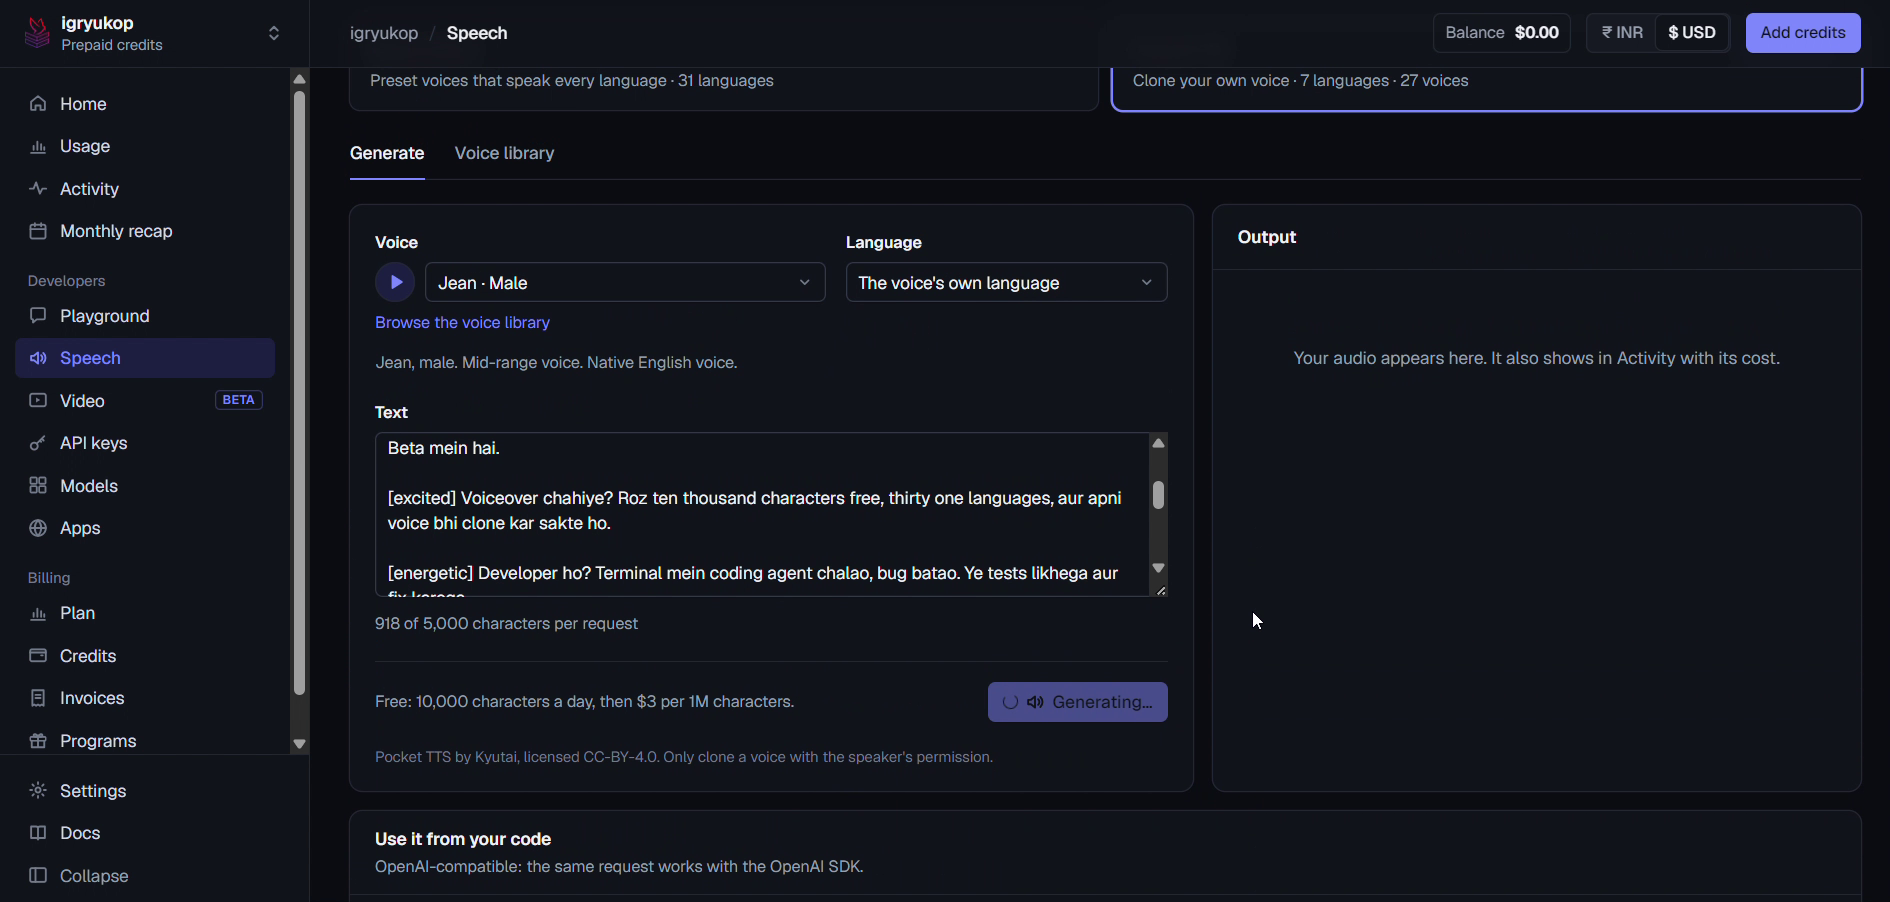 igryukop
Prepaid credits
igryukop / Speech
Balance $0.00
₹ INR
$ USD
Add credits
Home
Usage
Activity
Monthly recap
Developers
Playground
Speech
Video BETA
API keys
Models
Apps
Billing
Plan
Credits
Invoices
Programs
Settings
Docs
Collapse
Preset voices that speak every language · 31 languages
Clone your own voice · 7 languages · 27 voices
Generate
Voice library
Voice
Jean · Male
Browse the voice library
Language
The voice's own language
Jean, male. Mid-range voice. Native English voice.
Text
Beta mein hai.
[excited] Voiceover chahiye? Roz ten thousand characters free, thirty one languages, aur apni
voice bhi clone kar sakte ho.
[energetic] Developer ho? Terminal mein coding agent chalao, bug batao. Ye tests likhega aur
918 of 5,000 characters per request
Free: 10,000 characters a day, then $3 per 1M characters.
Generating...
Pocket TTS by Kyutai, licensed CC-BY-4.0. Only clone a voice with the speaker's permission.
Output
Your audio appears here. It also shows in Activity with its cost.
Use it from your code
OpenAI-compatible: the same request works with the OpenAI SDK.